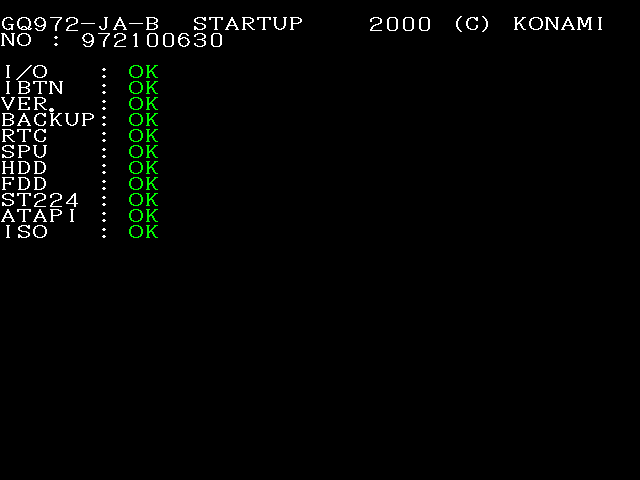 GQ972-JA-B STARTUP 2000 (C) KONAMI
NO : 972100630
I/O : OK
IBTN : OK
VER. : OK
BACKUP: OK
RTC : OK
SPU : OK
HDD : OK
FDD : OK
ST224 : OK
ATAPI : OK
ISO : OK